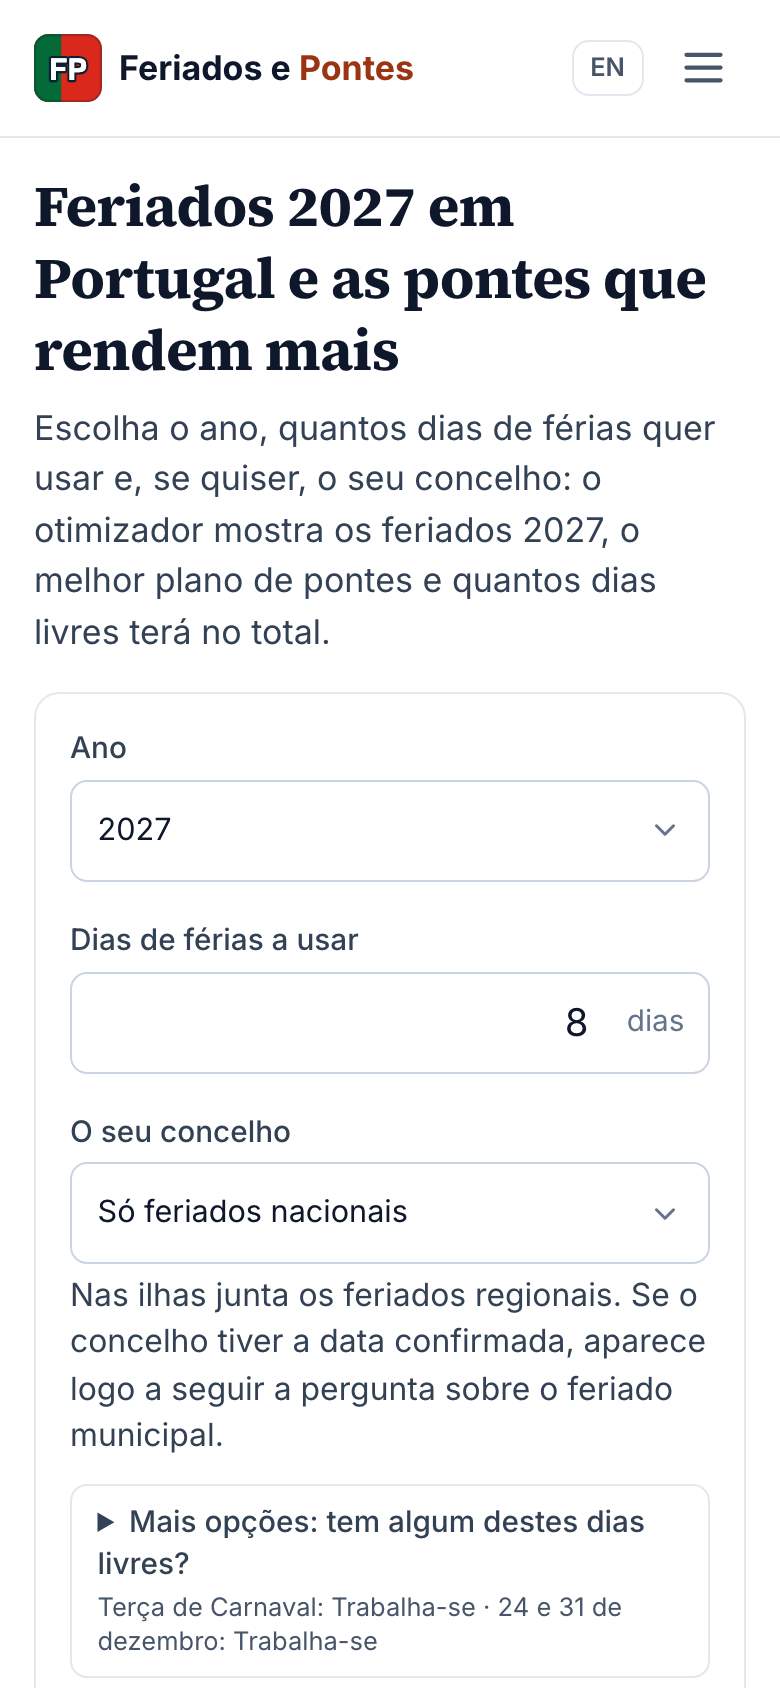 FP Feriados e Pontes EN
Feriados 2027 em
Portugal e as pontes que
rendem mais
Escolha o ano, quantos dias de férias quer
usar e, se quiser, o seu concelho: o
otimizador mostra os feriados 2027, o
melhor plano de pontes e quantos dias
livres terá no total.
Ano
2027
Dias de férias a usar
8 dias
O seu concelho
Só feriados nacionais
Nas ilhas junta os feriados regionais. Se o
concelho tiver a data confirmada, aparece
logo a seguir a pergunta sobre o feriado
municipal.
Mais opções: tem algum destes dias
livres?
Terça de Carnaval: Trabalha-se · 24 e 31 de
dezembro: Trabalha-se